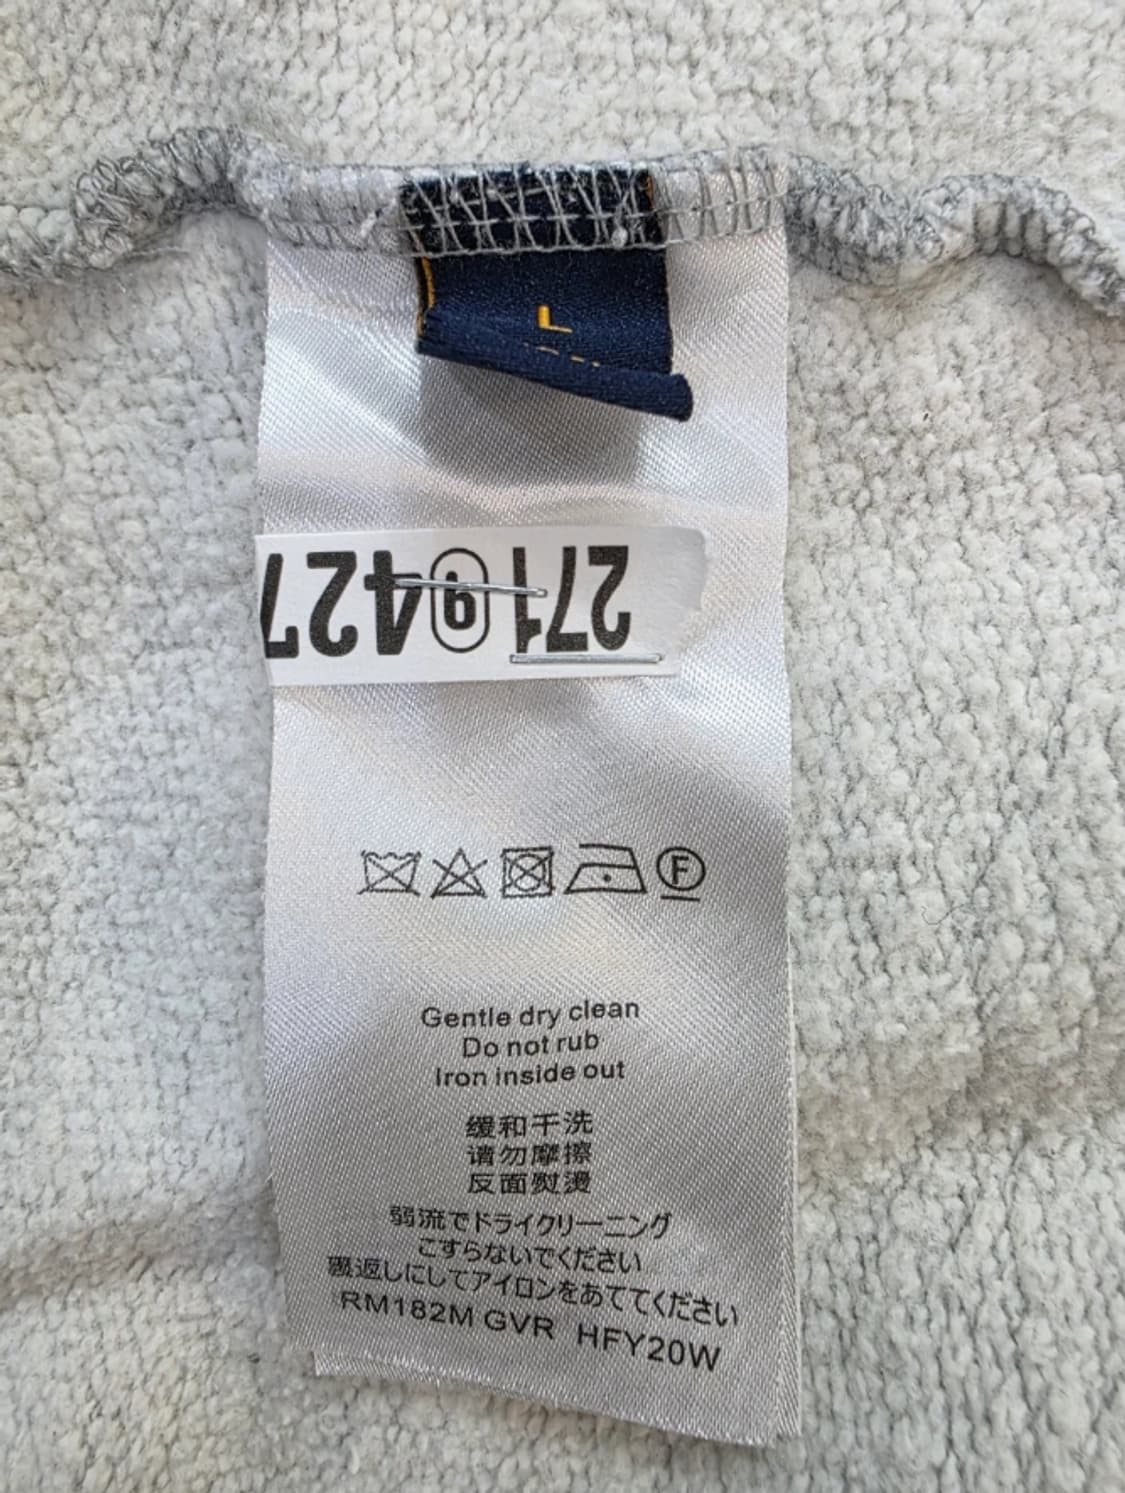 L
271 9 427
F
Gentle dry clean
Do not rub
Iron inside out
缓和干洗
请勿摩擦
反面熨烫
弱流でドライクリーニング
こすらないでください
裏返しにしてアイロンをあててください
RM182M GVR HFY20W